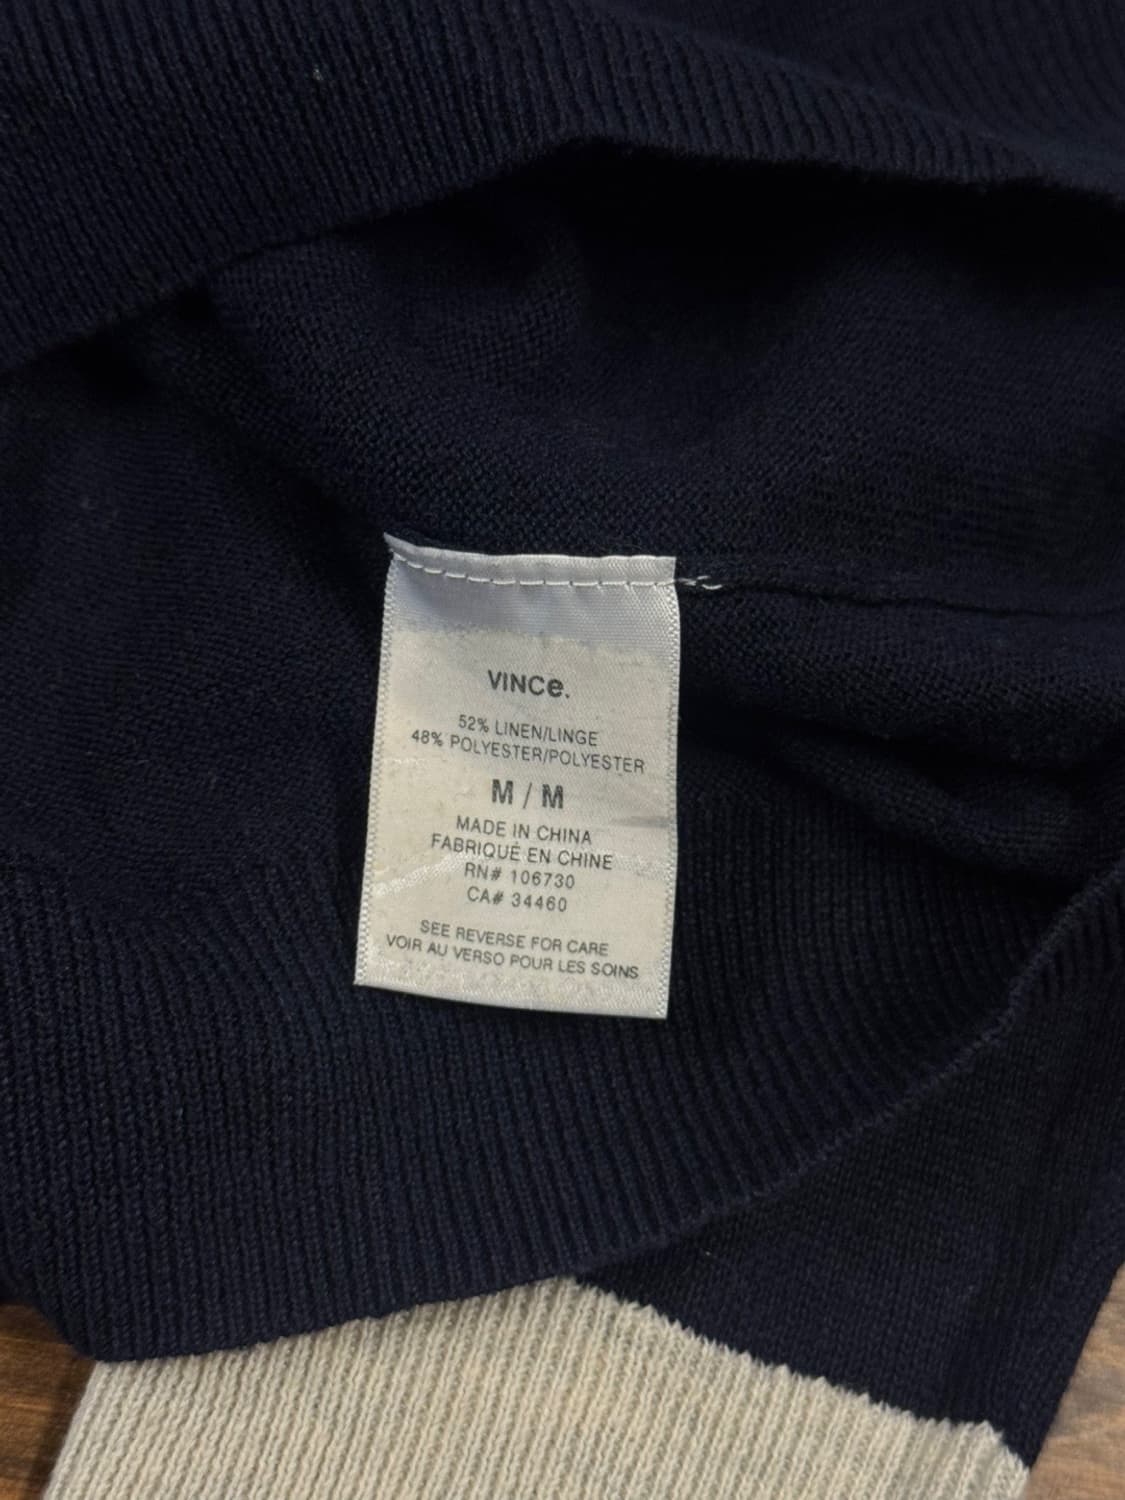 VINCe.
52% LINEN/LINGE
48% POLYESTER/POLYESTER
M / M
MADE IN CHINA
FABRIQUÉ EN CHINE
RN# 106730
CA# 34460
SEE REVERSE FOR CARE
VOIR AU VERSO POUR LES SOINS